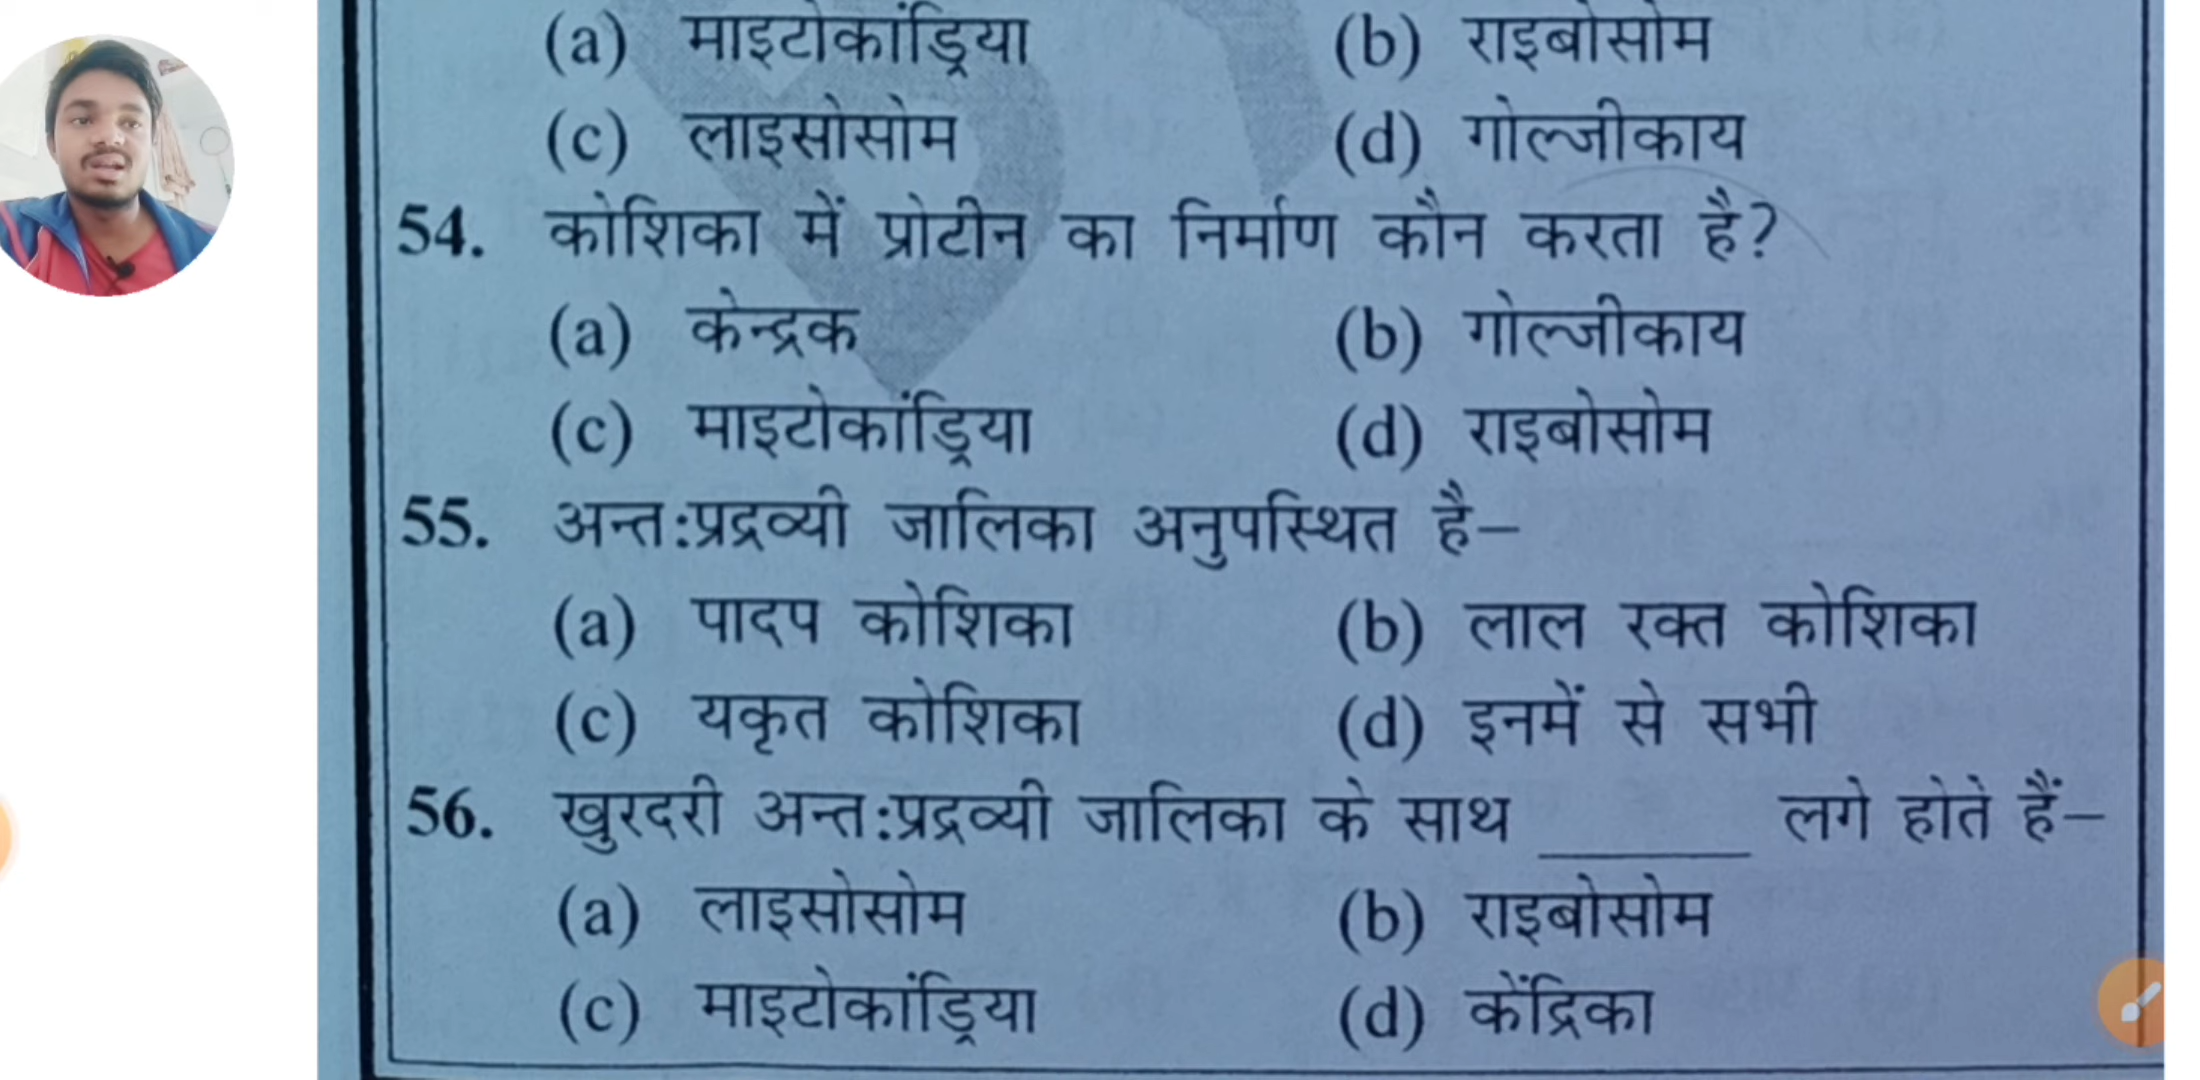 (a) माइटोकांड्रिया (b) राइबोसोम
(c) लाइसोसोम (d) गोल्जीकाय
54. कोशिका में प्रोटीन का निर्माण कौन करता है?
(a) केन्द्रक (b) गोल्जीकाय
(c) माइटोकांड्रिया (d) राइबोसोम
55. अन्त:प्रद्रव्यी जालिका अनुपस्थित है–
(a) पादप कोशिका (b) लाल रक्त कोशिका
(c) यकृत कोशिका (d) इनमें से सभी
56. खुरदरी अन्त:प्रद्रव्यी जालिका के साथ ______ लगे होते हैं–
(a) लाइसोसोम (b) राइबोसोम
(c) माइटोकांड्रिया (d) केंद्रिका